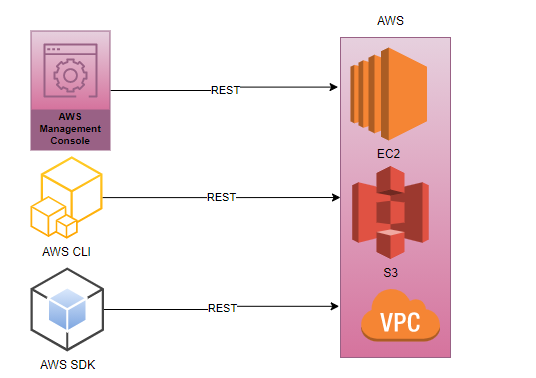 AWS
AWS
Management
Console
REST
EC2
AWS CLI
REST
S3
AWS SDK
REST
VPC